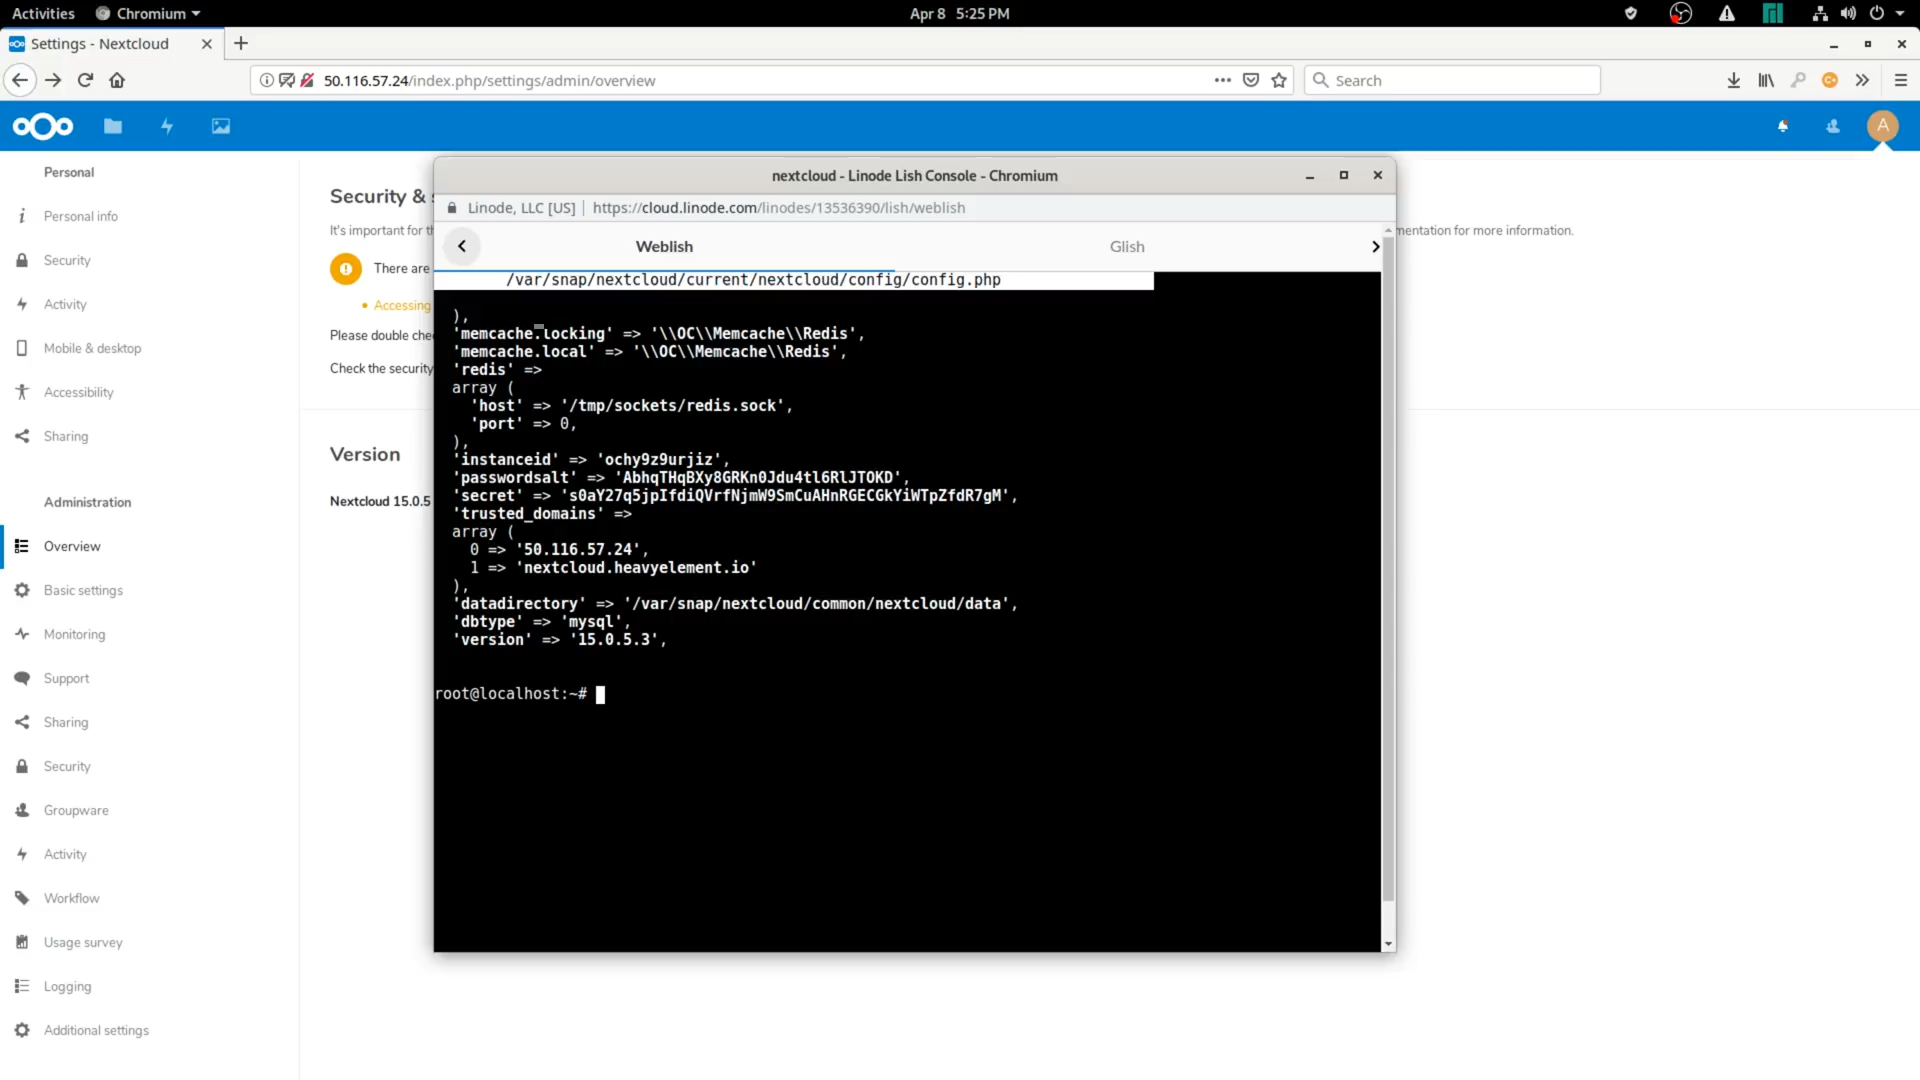 Activities
Chromium
Apr 8 5:25 PM
Settings - Nextcloud
50.116.57.24/index.php/settings/admin/overview
Search
A
Personal
Personal info
Security
Activity
Mobile & desktop
Accessibility
Sharing
Administration
Overview
Basic settings
Monitoring
Support
Sharing
Security
Groupware
Activity
Workflow
Usage survey
Logging
Additional settings
Security &
It's important for
mentation for more information.
There are
Accessing
Please double
Check the security
Version
Nextcloud 15.0.5
nextcloud - Linode Lish Console - Chromium
Linode, LLC [US]
https://cloud.linode.com/linodes/13536390/lish/weblish
Weblish
Glish
/var/snap/nextcloud/current/nextcloud/config/config.php
),
'memcache.locking' => '\\OC\\Memcache\\Redis',
'memcache.local' => '\\OC\\Memcache\\Redis',
'redis' =>
array (
'host' => '/tmp/sockets/redis.sock',
'port' => 0,
),
'instanceid' => 'ochy9z9urjiz',
'passwordsalt' => 'AbhqTHqBXy8GRKn0Jdu4tl6RlJTOKD',
'secret' => 's0aY27q5jpIfdiQVrfNjmW9SmCuAHnRGECGkYiWTpZfdR7gM',
'trusted_domains' =>
array (
0 => '50.116.57.24',
1 => 'nextcloud.heavyelement.io'
),
'datadirectory' => '/var/snap/nextcloud/common/nextcloud/data',
'dbtype' => 'mysql',
'version' => '15.0.5.3',
root@localhost:~#